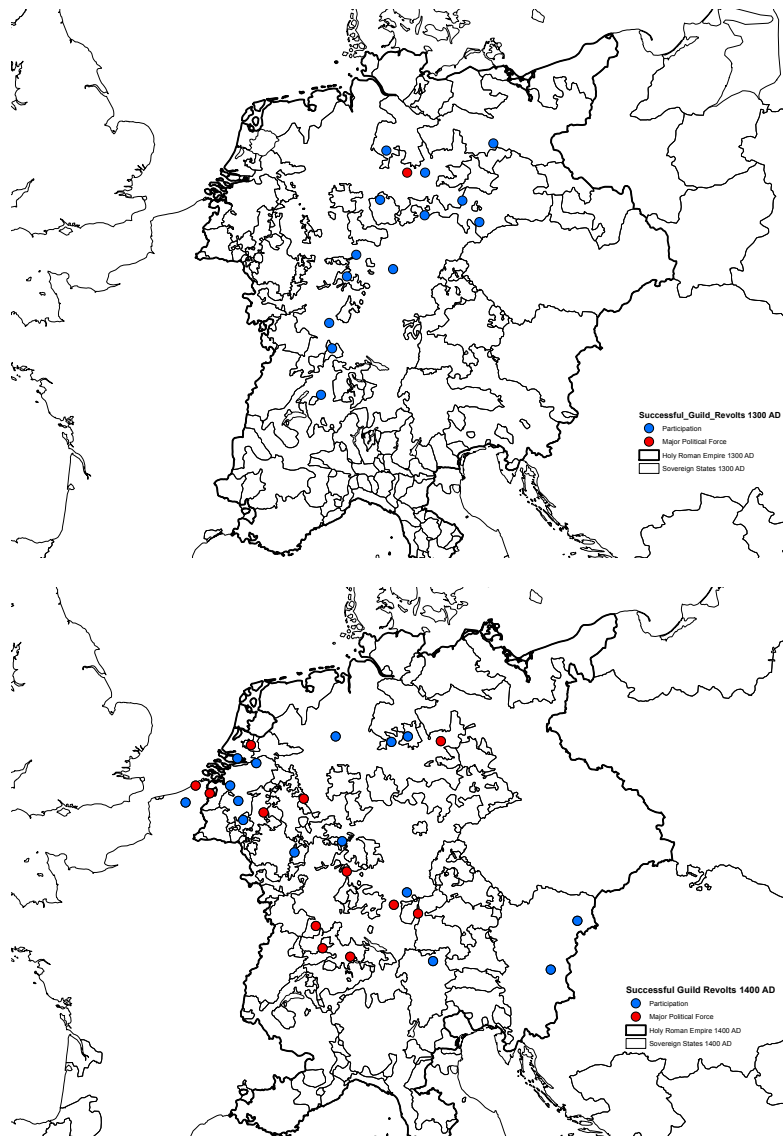 Successful_Guild_Revolts 1300 AD
Participation
Major Political Force
Holy Roman Empire 1300 AD
Sovereign States 1300 AD
Successful Guild Revolts 1400 AD
Participation
Major Political Force
Holy Roman Empire 1400 AD
Sovereign States 1400 AD